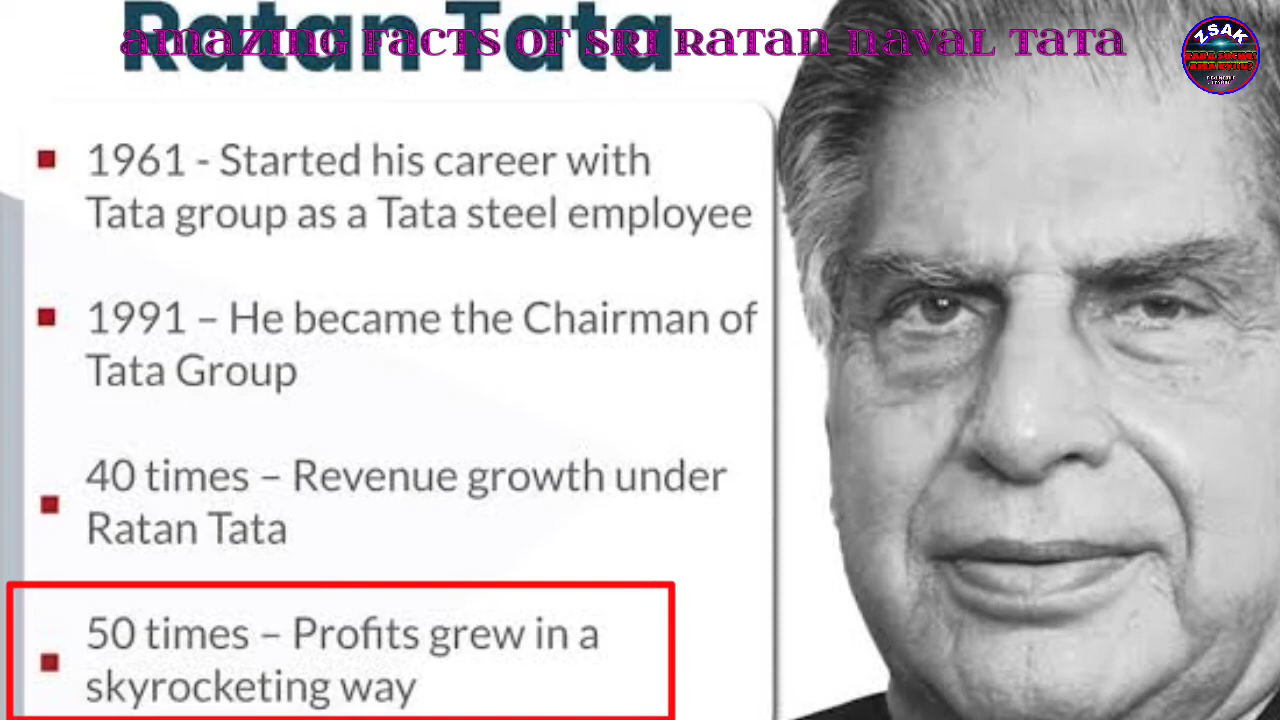 Ratan Tata
amazing facts of sri ratan naval tata
ZSAK
1961 - Started his career with
Tata group as a Tata steel employee
1991 – He became the Chairman of
Tata Group
40 times – Revenue growth under
Ratan Tata
50 times – Profits grew in a
skyrocketing way